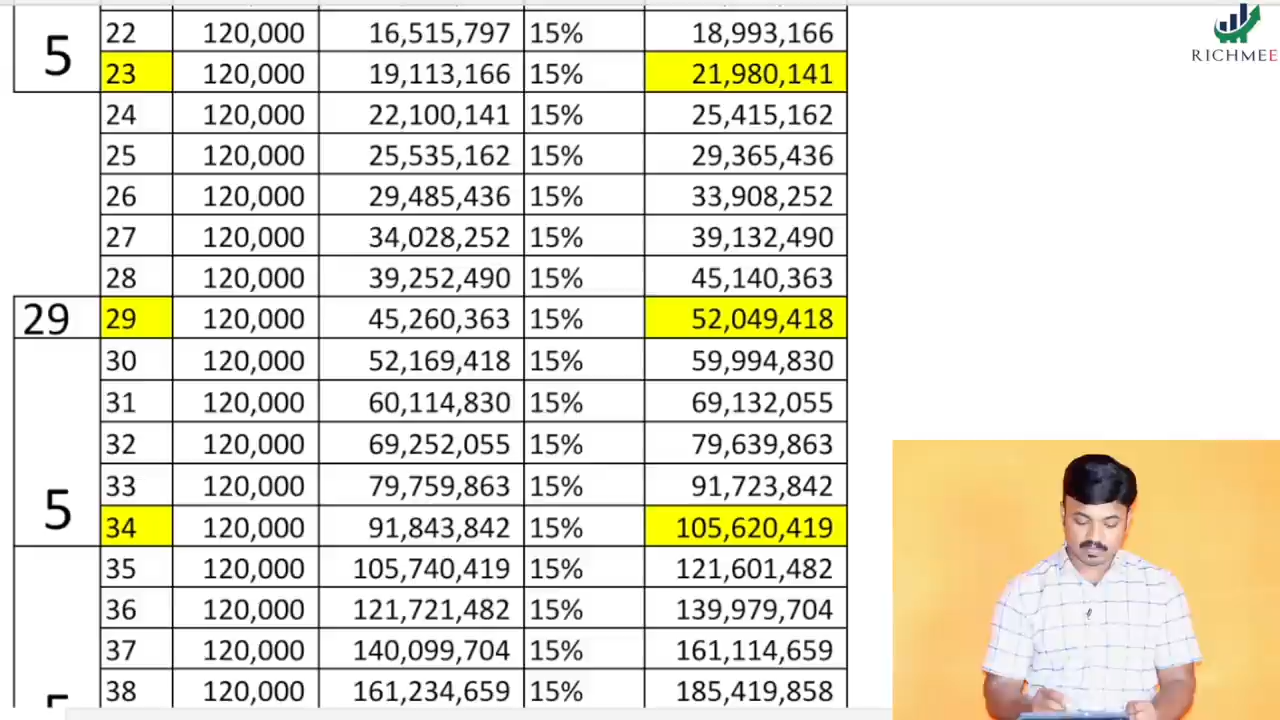 RICHMEE
22 120,000 16,515,797 15% 18,993,166
5 23 120,000 19,113,166 15% 21,980,141
24 120,000 22,100,141 15% 25,415,162
25 120,000 25,535,162 15% 29,365,436
26 120,000 29,485,436 15% 33,908,252
27 120,000 34,028,252 15% 39,132,490
28 120,000 39,252,490 15% 45,140,363
29 29 120,000 45,260,363 15% 52,049,418
30 120,000 52,169,418 15% 59,994,830
31 120,000 60,114,830 15% 69,132,055
32 120,000 69,252,055 15% 79,639,863
33 120,000 79,759,863 15% 91,723,842
5 34 120,000 91,843,842 15% 105,620,419
35 120,000 105,740,419 15% 121,601,482
36 120,000 121,721,482 15% 139,979,704
37 120,000 140,099,704 15% 161,114,659
38 120,000 161,234,659 15% 185,419,858